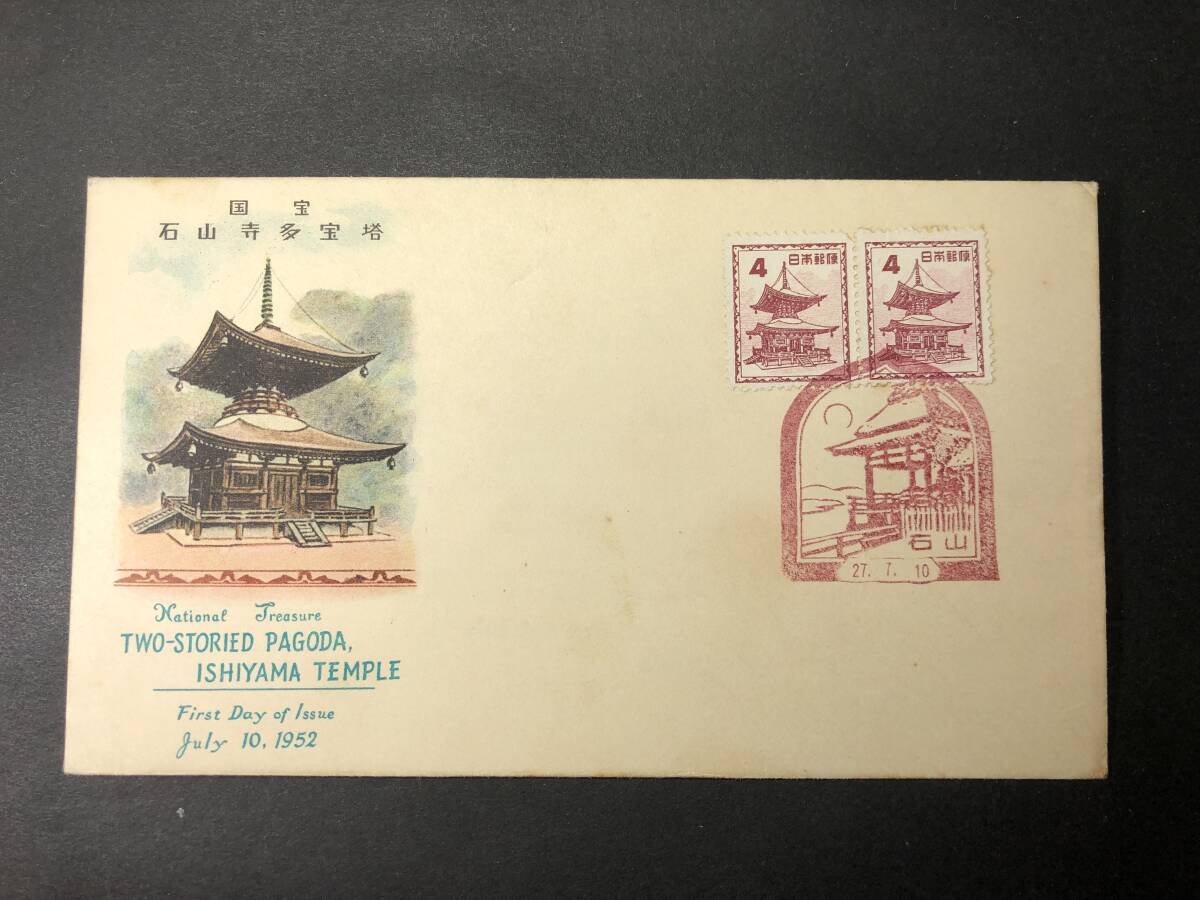 国宝
石山寺多宝塔
National Treasure
TWO-STORIED PAGODA,
ISHIYAMA TEMPLE
First Day of Issue
July 10, 1952
4 日本郵便
4 日本郵便
石山
27. 7. 10